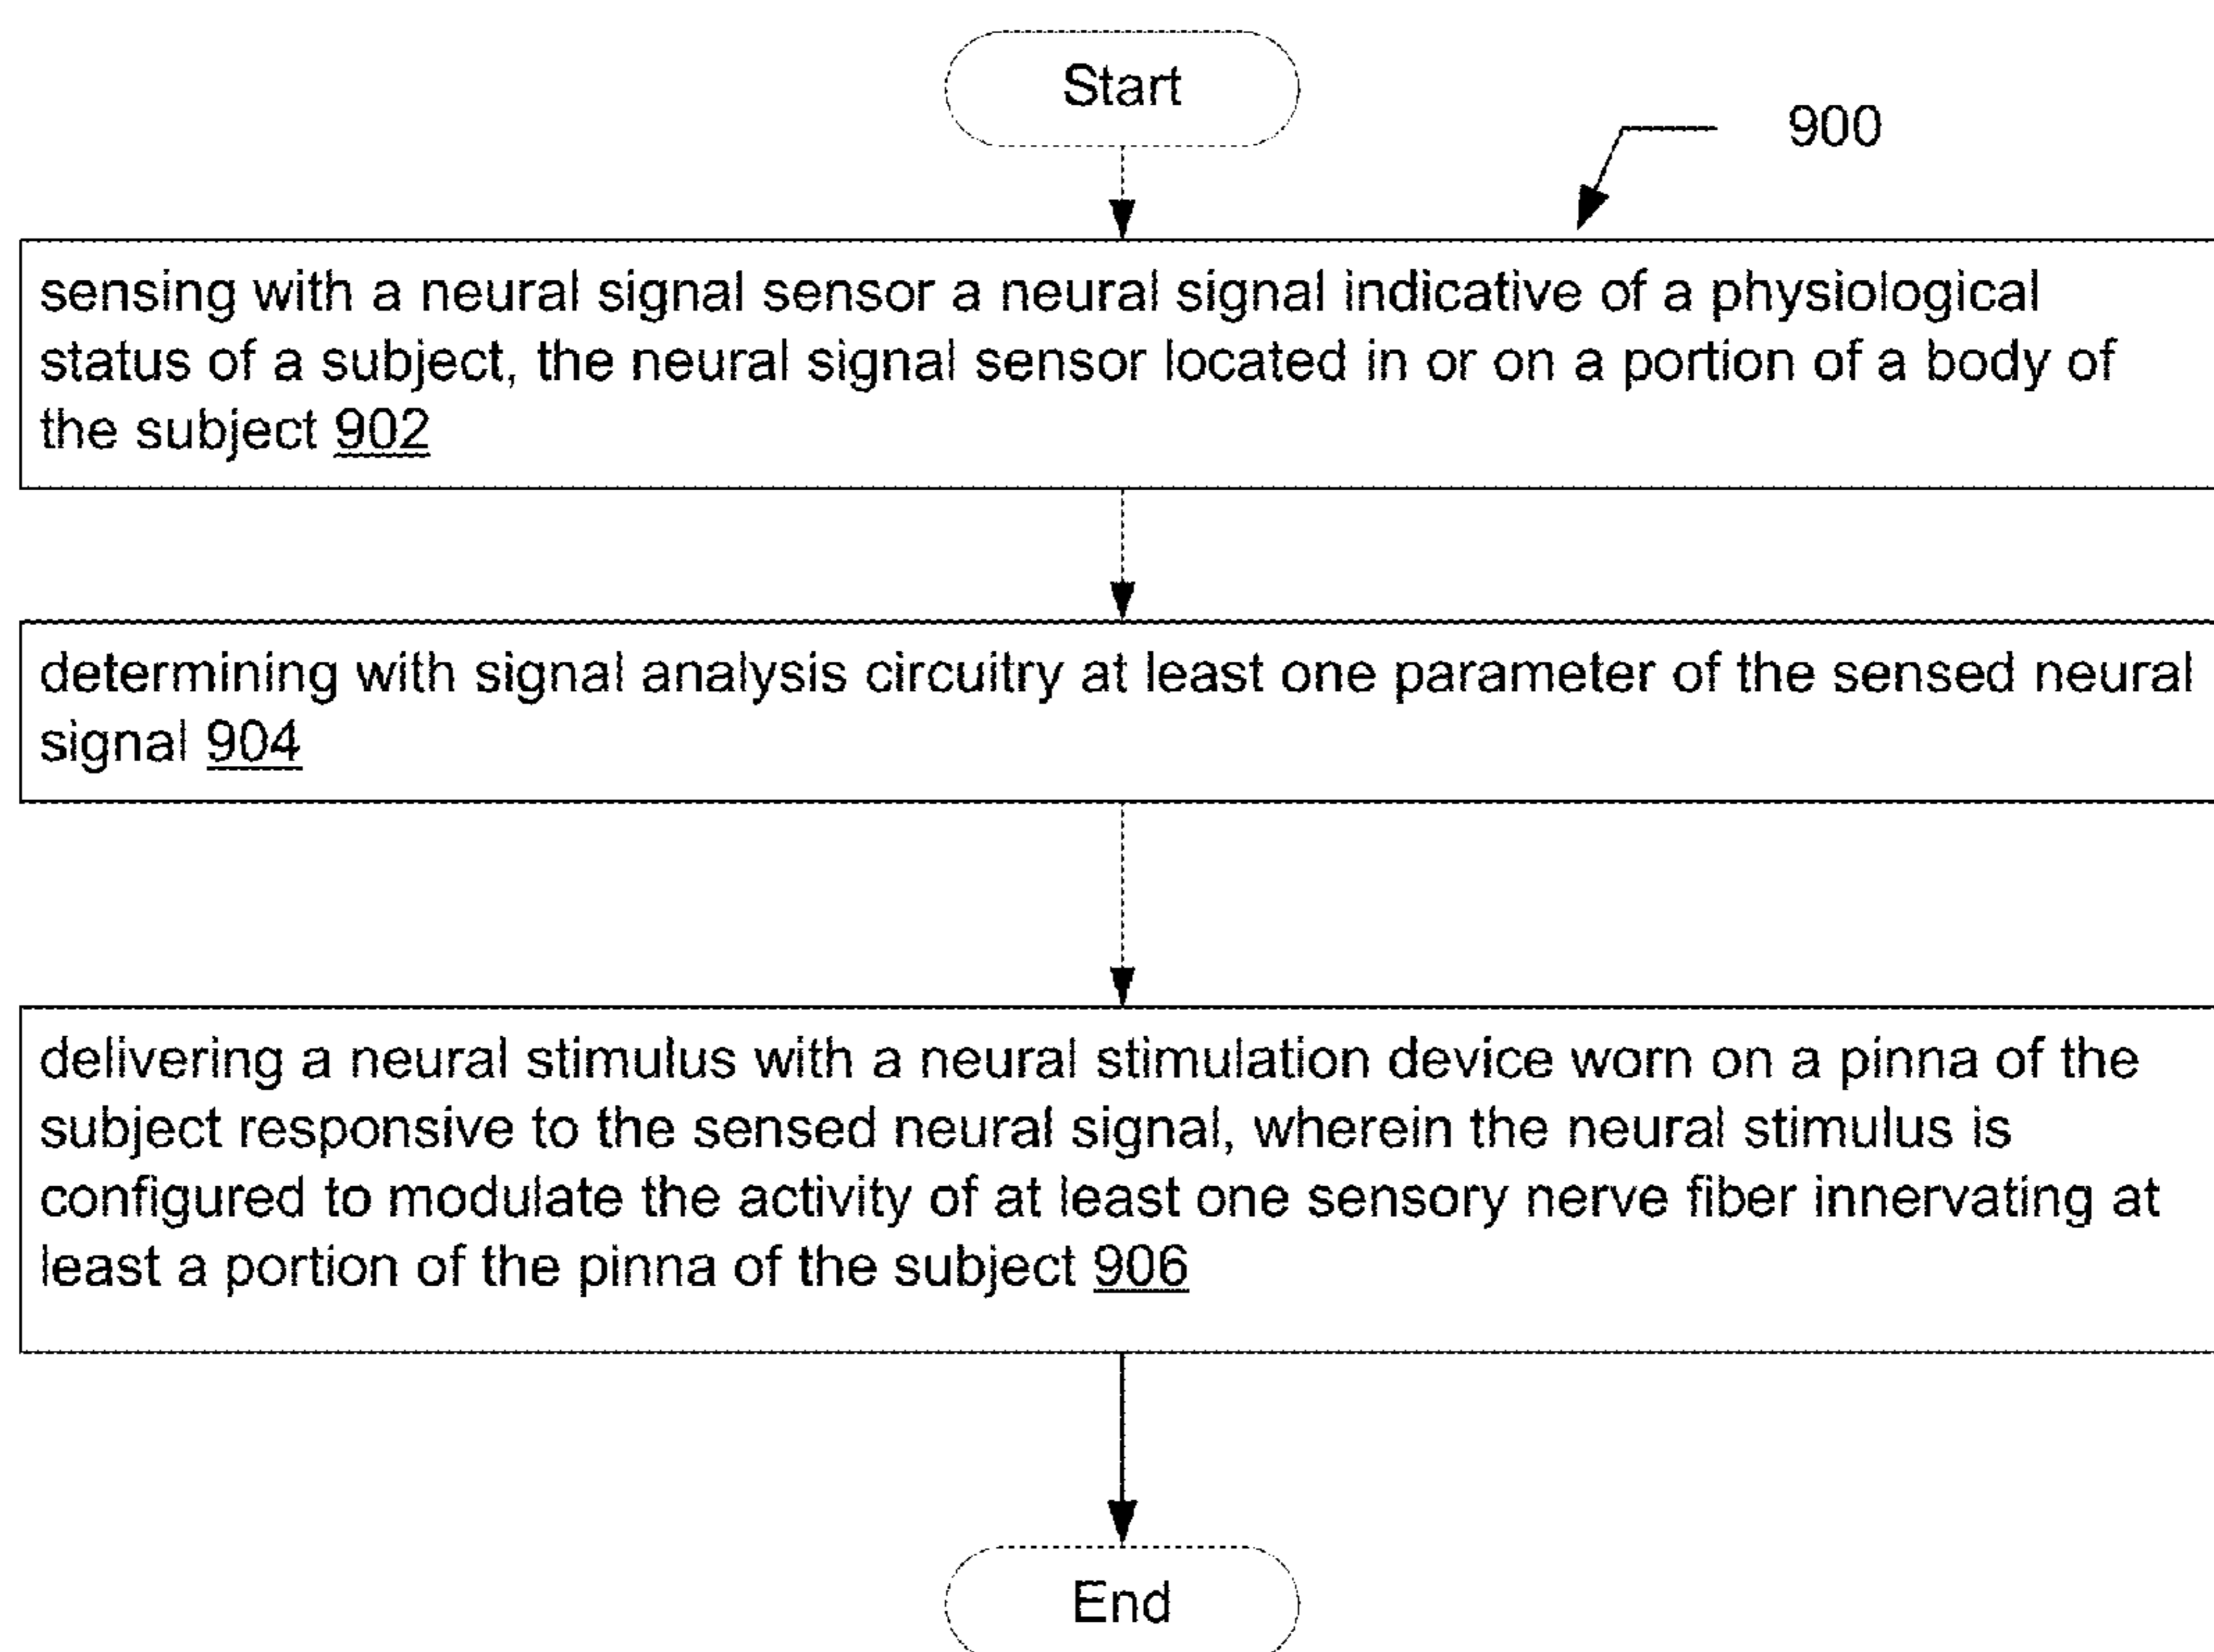 Start
900
sensing with a neural signal sensor a neural signal indicative of a physiological
status of a subject, the neural signal sensor located in or on a portion of a body of
the subject 902
determining with signal analysis circuitry at least one parameter of the sensed neural
signal 904
delivering a neural stimulus with a neural stimulation device worn on a pinna of the
subject responsive to the sensed neural signal, wherein the neural stimulus is
configured to modulate the activity of at least one sensory nerve fiber innervating at
least a portion of the pinna of the subject 906
End